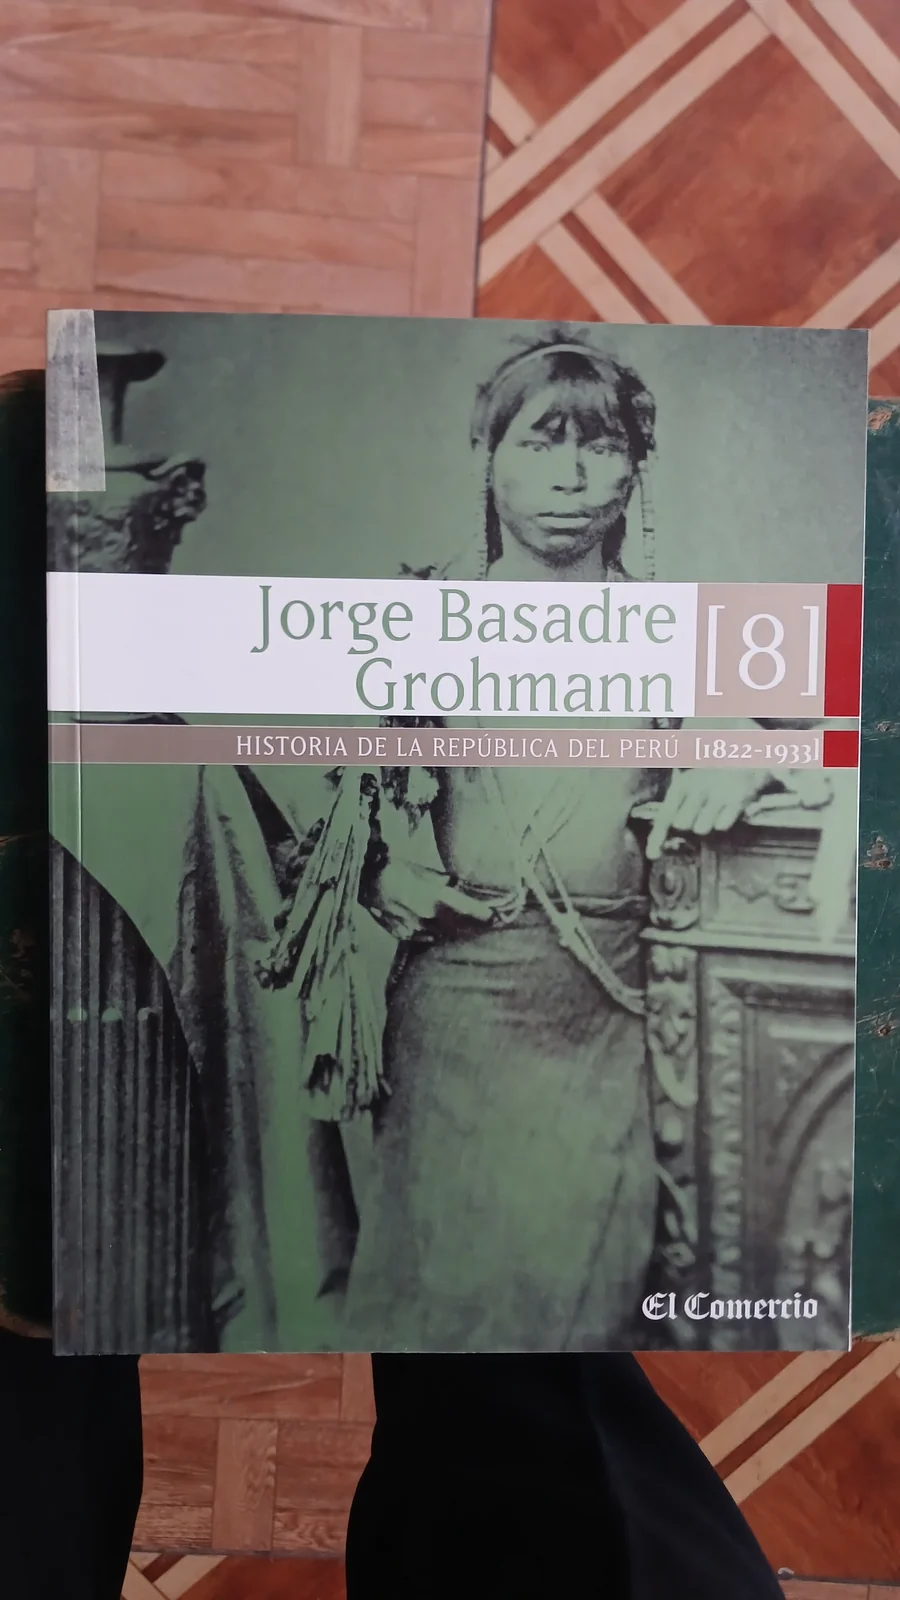 Jorge Basadre
Grohmann
[8]
HISTORIA DE LA REPÚBLICA DEL PERÚ [1822-1933]
El Comercio